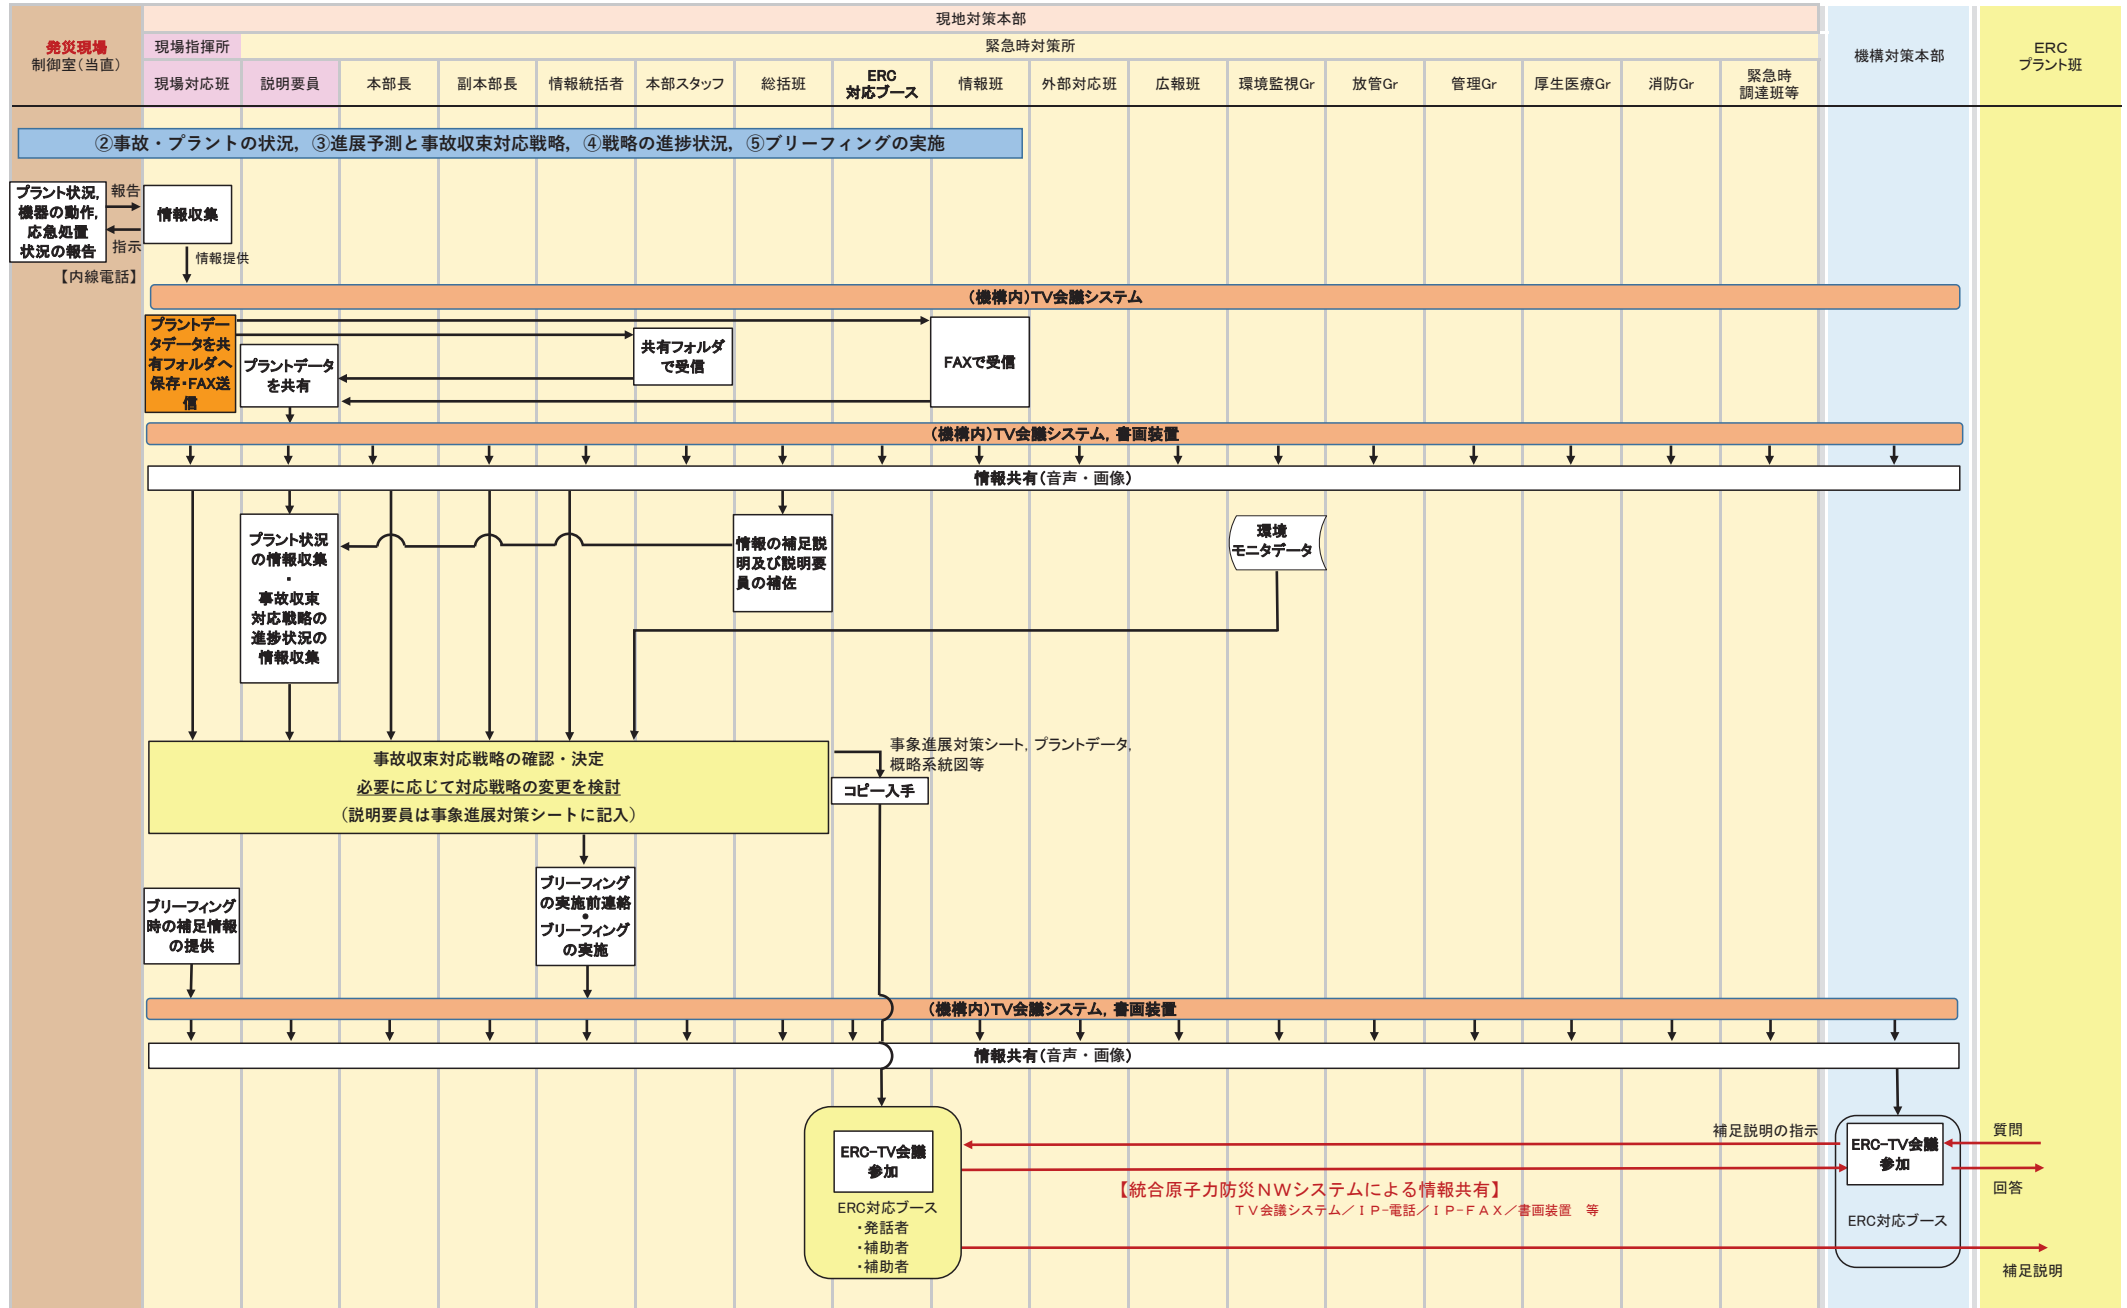 現地対策本部
発災現場
制御室(当直)
現場指揮所
緊急時対策所
機構対策本部
ERC
プラント班
現場対応班
説明要員
本部長
副本部長
情報統括者
本部スタッフ
総括班
ERC
対応ブース
情報班
外部対応班
広報班
環境監視Gr
放管Gr
管理Gr
厚生医療Gr
消防Gr
緊急時
調達班等
②事故・プラントの状況，③進展予測と事故収束対応戦略，④戦略の進捗状況，⑤ブリーフィングの実施
プラント状況,
機器の動作,
応急処置
状況の報告
報告
指示
【内線電話】
情報収集
情報提供
(機構内)TV会議システム
プラントデー
タデータを共
有フォルダへ
保存・FAX送
信
プラントデータ
を共有
共有フォルダ
で受信
FAXで受信
(機構内)TV会議システム, 書画装置
情報共有(音声・画像)
プラント状況
の情報収集
・
事故収束
対応戦略の
進捗状況の
情報収集
情報の補足説
明及び説明要
員の補佐
環境
モニタデータ
事故収束対応戦略の確認・決定
必要に応じて対応戦略の変更を検討
(説明要員は事象進展対策シートに記入)
事象進展対策シート, プラントデータ,
概略系統図等
コピー入手
ブリーフィング
の実施前連絡
・
ブリーフィング
の実施
ブリーフィング
時の補足情報
の提供
(機構内)TV会議システム, 書画装置
情報共有(音声・画像)
ERC-TV会議
参加
ERC対応ブース
・発話者
・補助者
・補助者
補足説明の指示
【統合原子力防災NWシステムによる情報共有】
TV会議システム／IP-電話／IP-FAX／書画装置　等
ERC-TV会議
参加
ERC対応ブース
質問
回答
補足説明